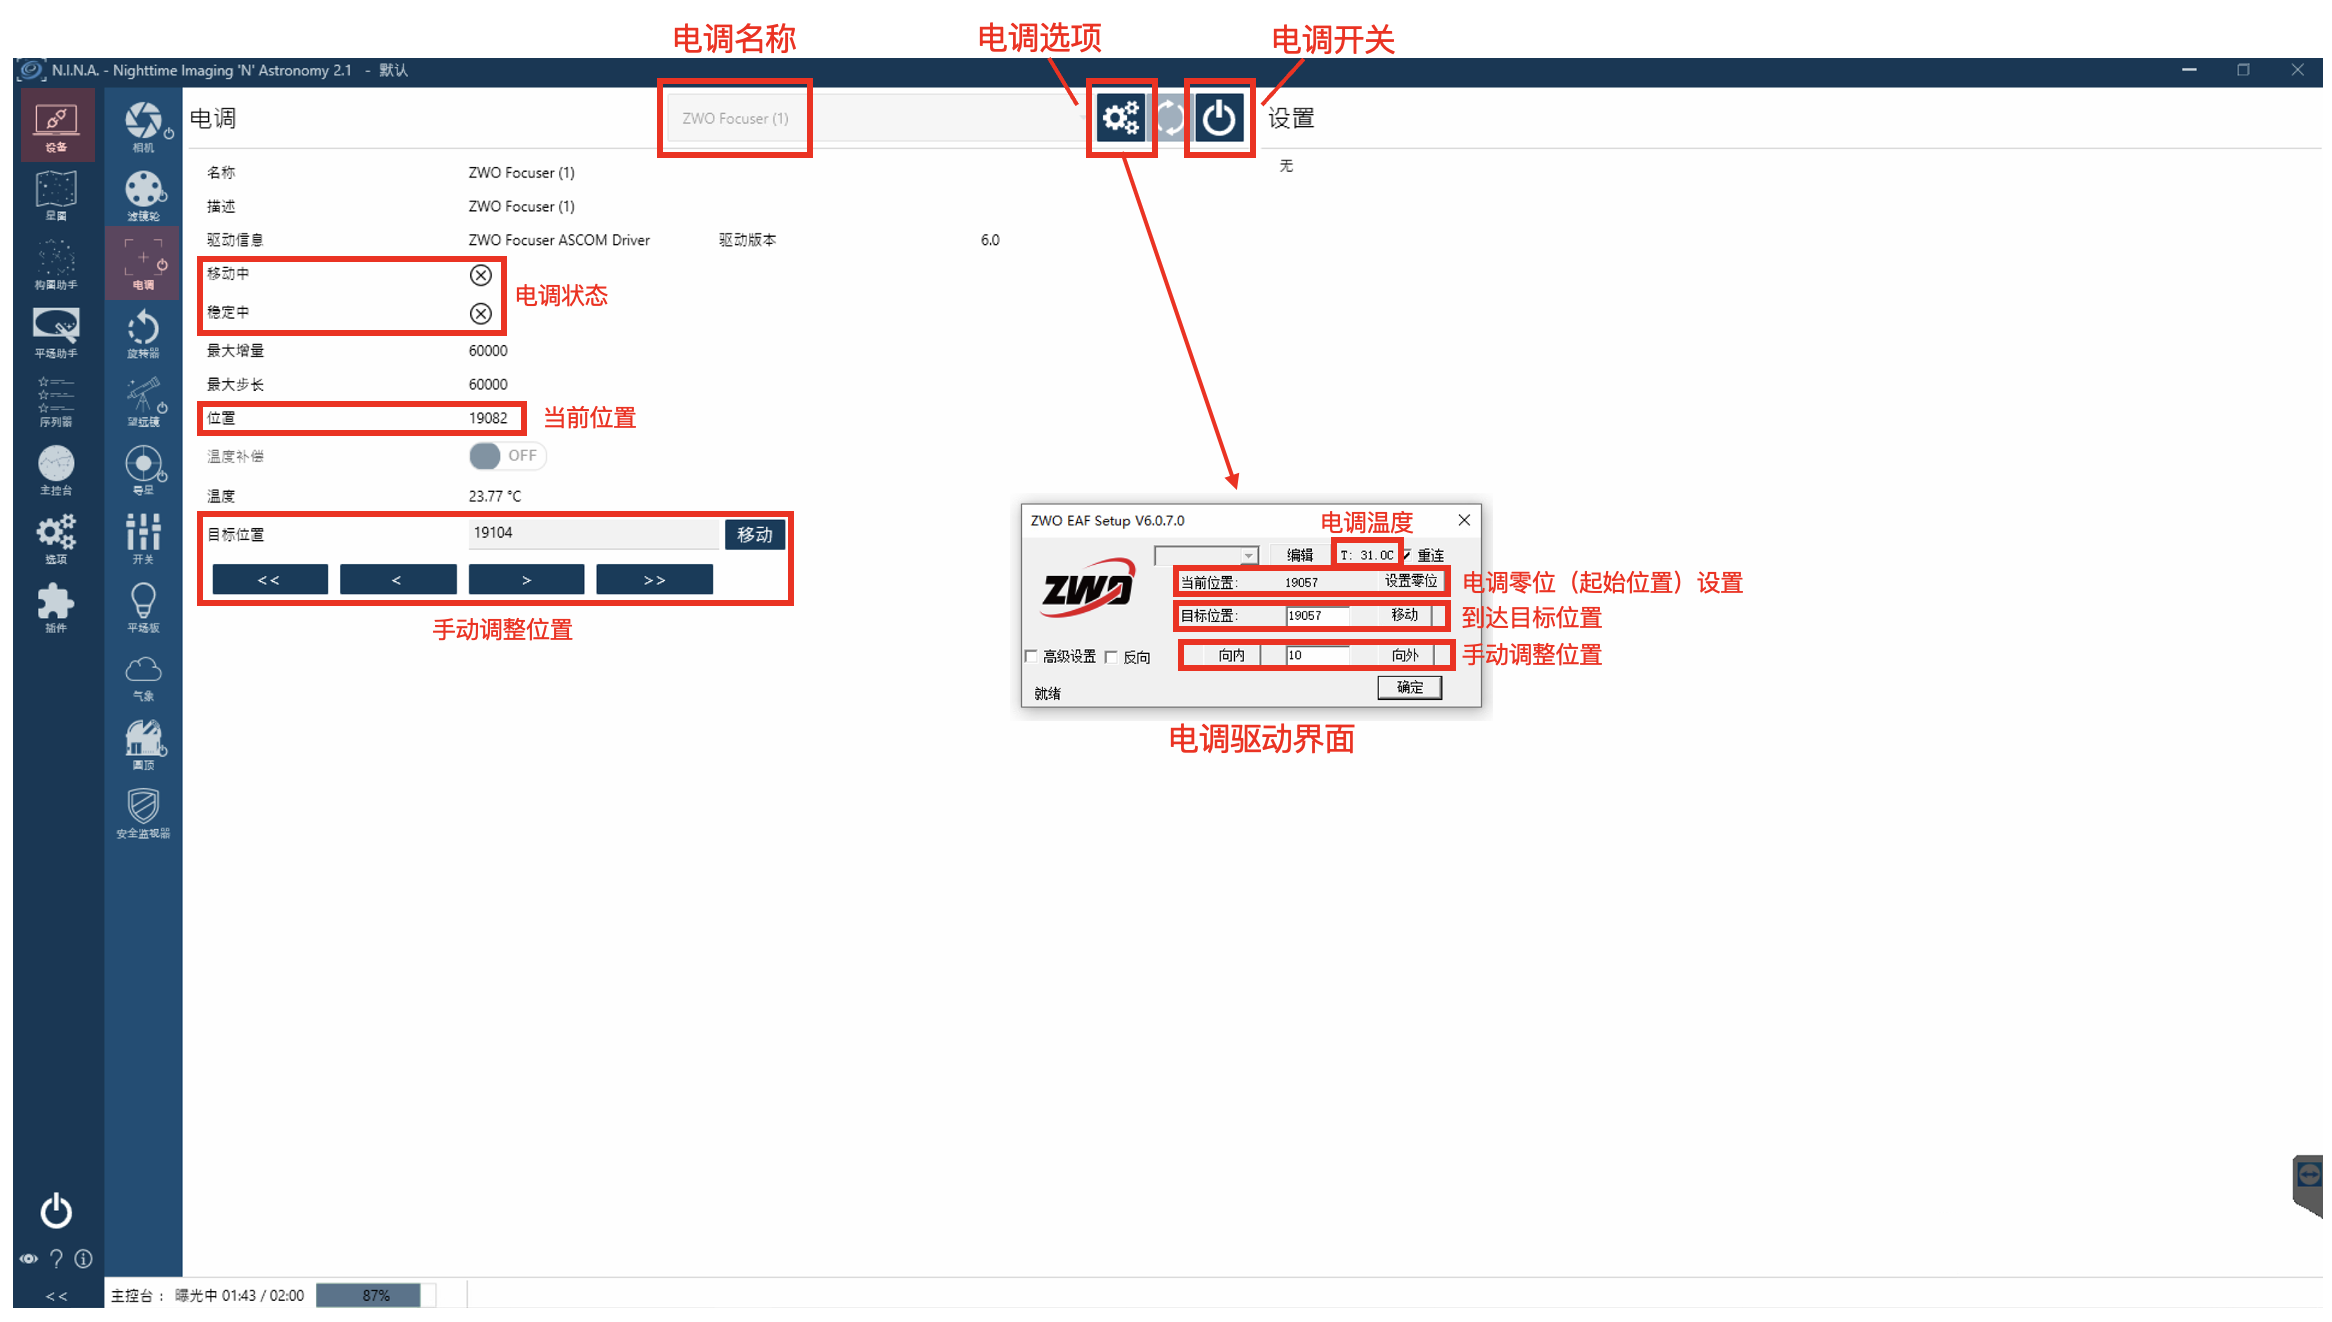 电调名称
电调选项
电调开关
N.I.N.A. - Nighttime Imaging 'N' Astronomy 2.1 - 默认
设备
星图
构图助手
平场助手
序列器
主控台
选项
插件
相机
滤镜轮
电调
旋转器
望远镜
导星
开关
平场板
气象
圆顶
安全监视器
电调
ZWO Focuser (1)
设置
无
名称 ZWO Focuser (1)
描述 ZWO Focuser (1)
驱动信息 ZWO Focuser ASCOM Driver 驱动版本 6.0
移动中
稳定中
电调状态
最大增量 60000
最大步长 60000
位置 19082
当前位置
温度补偿 OFF
温度 23.77 °C
目标位置 19104 移动
<< < > >>
手动调整位置
ZWO EAF Setup V6.0.7.0
电调温度
ZWO
编辑 T: 31.0C 重连
当前位置: 19057 设置零位
电调零位（起始位置）设置
目标位置: 19057 移动
到达目标位置
高级设置 反向
向内 10 向外
手动调整位置
就绪
确定
电调驱动界面
<<
主控台： 曝光中 01:43 / 02:00 87%